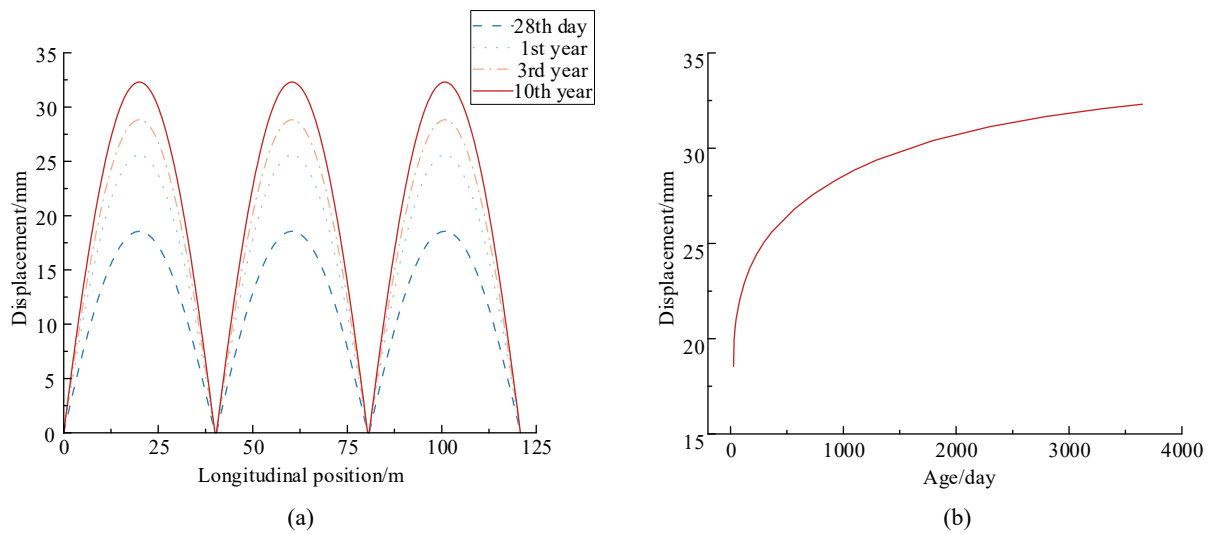 28th day
1st year
3rd year
10th year
35
30
25
20
15
10
5
0
Displacement/mm
0 25 50 75 100 125
Longitudinal position/m
(a)
35
30
25
20
15
Displacement/mm
0 1000 2000 3000 4000
Age/day
(b)